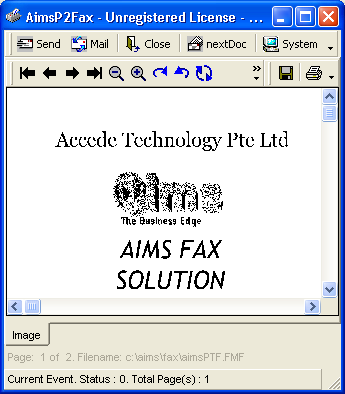 AimsP2Fax - Unregistered License - ...
Send Mail Close nextDoc System
»
Accede Technology Pte Ltd
aims
The Business Edge
AIMS FAX
SOLUTION
Image
Page: 1 of 2. Filename: c:\aims\fax\aimsPTF.FMF
Current Event. Status : 0. Total Page(s) : 1